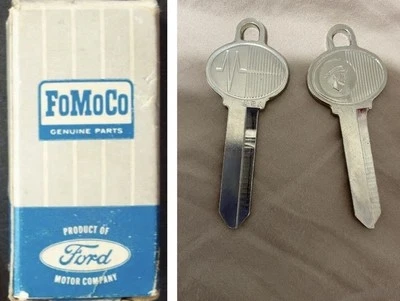 FoMoCo
GENUINE PARTS
PRODUCT OF
Ford
MOTOR COMPANY